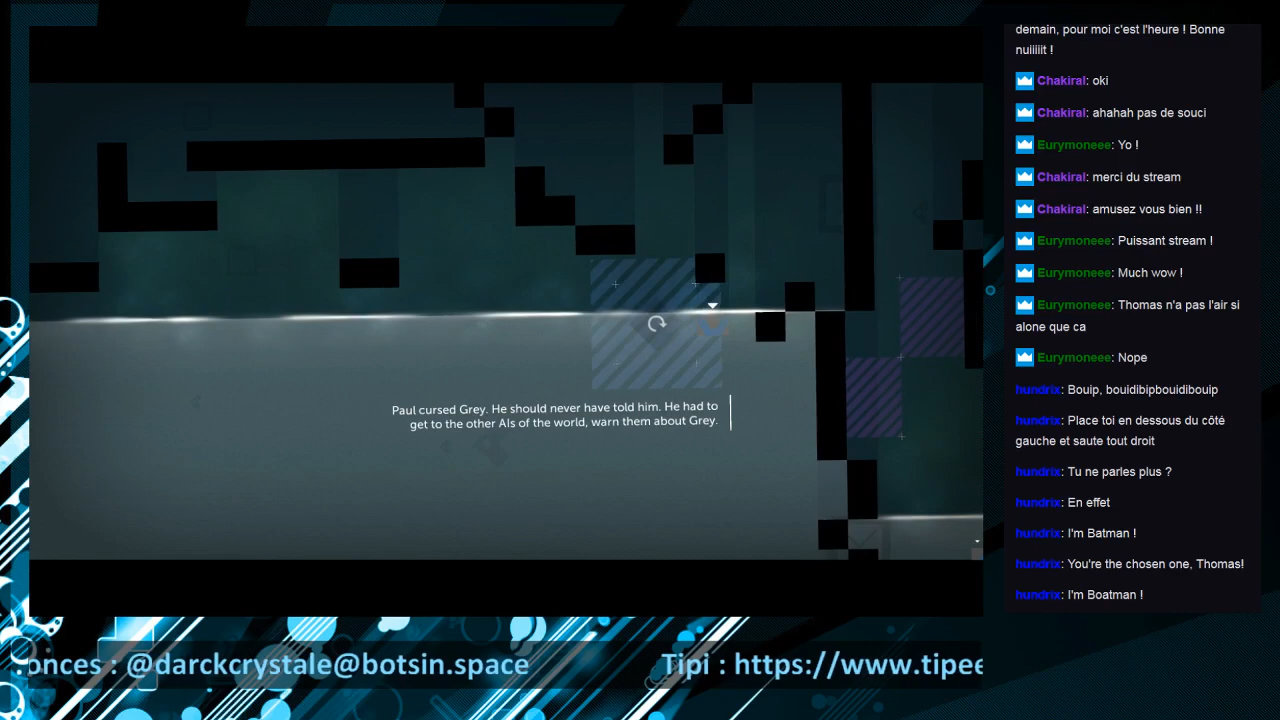 Paul cursed Grey. He should never have told him. He had to
get to the other AIs of the world, warn them about Grey.
demain, pour moi c'est l'heure ! Bonne
nuiiiiit !
Chakiral: oki
Chakiral: ahahah pas de souci
Eurymoneee: Yo !
Chakiral: merci du stream
Chakiral: amusez vous bien !!
Eurymoneee: Puissant stream !
Eurymoneee: Much wow !
Eurymoneee: Thomas n'a pas l'air si
alone que ca
Eurymoneee: Nope
hundrix: Bouip, bouidibipbouidibouip
hundrix: Place toi en dessous du côté
gauche et saute tout droit
hundrix: Tu ne parles plus ?
hundrix: En effet
hundrix: I'm Batman !
hundrix: You're the chosen one, Thomas!
hundrix: I'm Boatman !
onces : @darckcrystale@botsin.space
Tipi : https://www.tipee